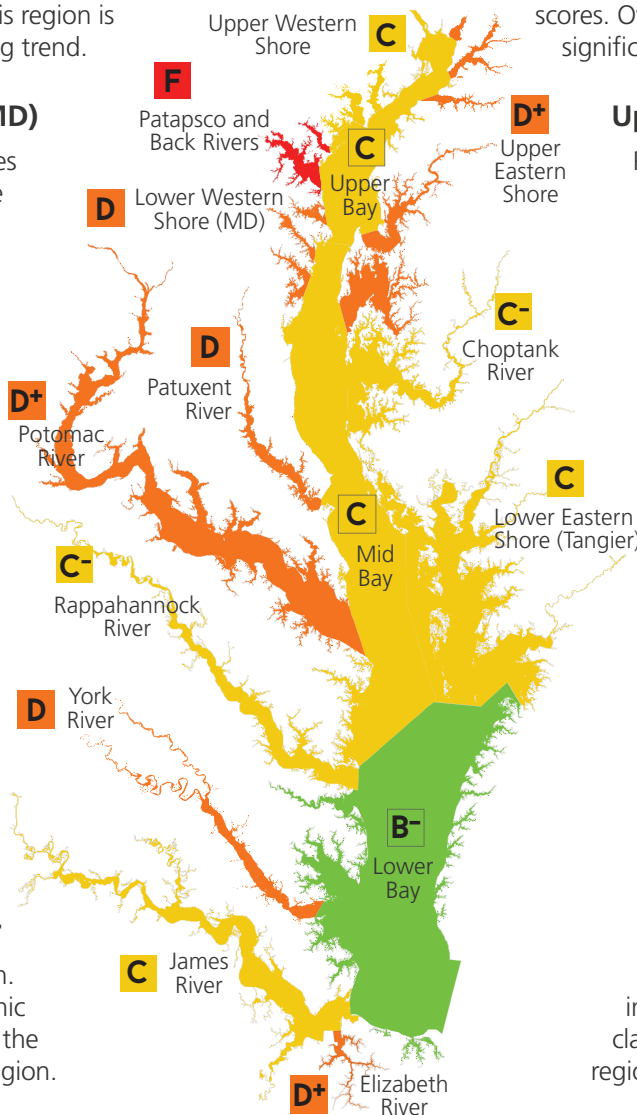 is region is
g trend.
scores. O
signific
Upper Western
Shore
C
F
Patapsco and
Back Rivers
MD)
es
e
D+
Upper
Eastern
Shore
Up
C
Upper
Bay
D
Lower Western
Shore (MD)
C-
Choptank
River
D
Patuxent
River
D+
Potomac
River
C
Lower Eastern
Shore (Tangier)
C
Mid
Bay
C-
Rappahannock
River
D
York
River
B-
Lower
Bay
C
James
River
n.
nic
the
gion.
in
cla
regio
D+
Elizabeth
River